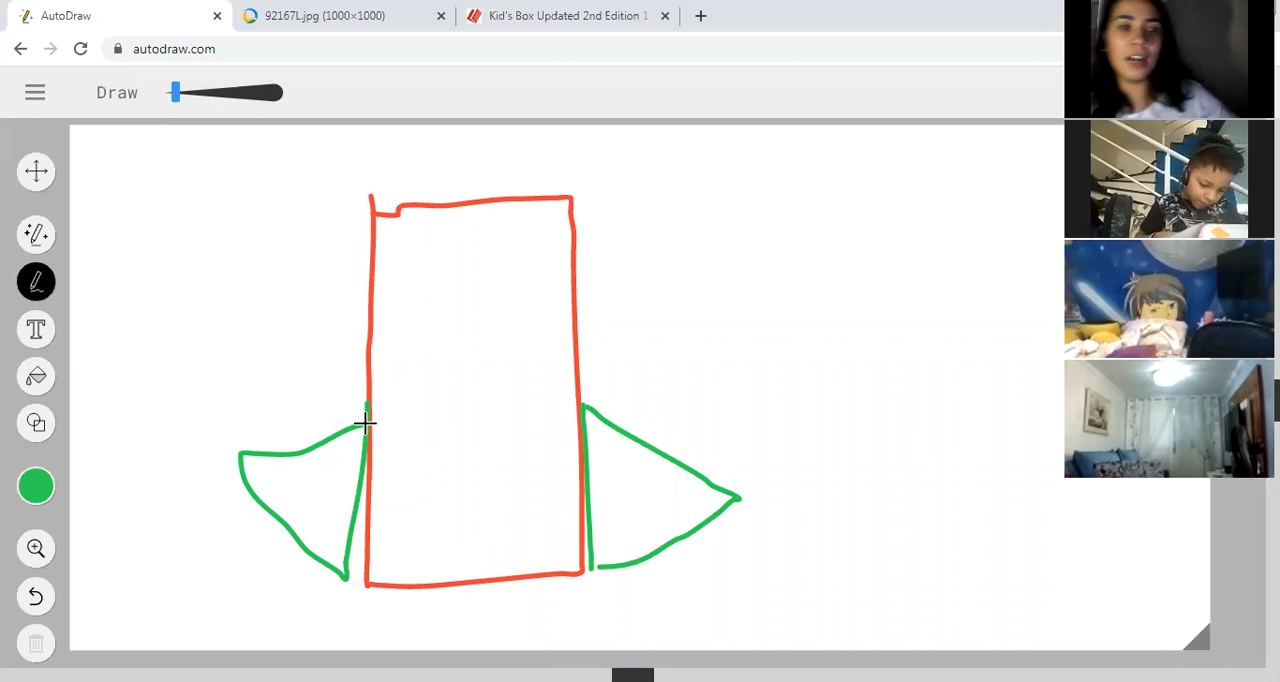 AutoDraw
92167L.jpg (1000×1000)
Kid's Box Updated 2nd Edition 1
autodraw.com
Draw
T